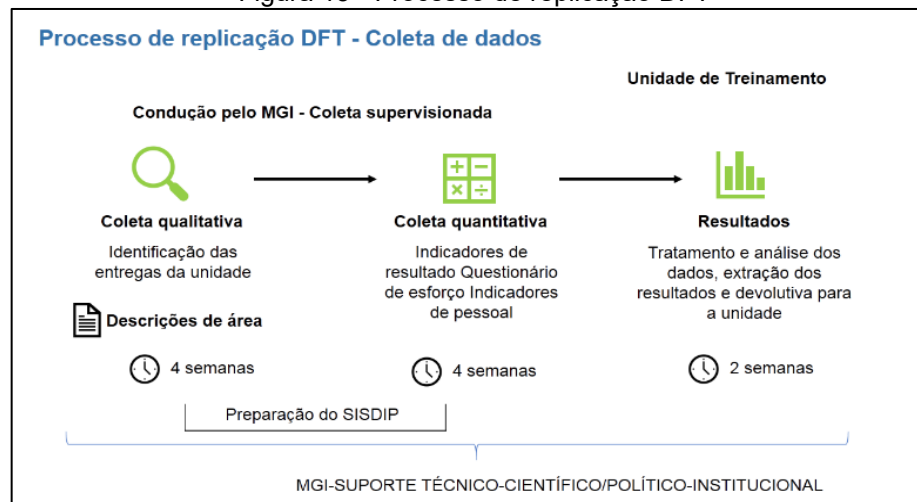 Processo de replicação DFT - Coleta de dados
Unidade de Treinamento
Condução pelo MGI - Coleta supervisionada
Coleta qualitativa
Identificação das
entregas da unidade
Descrições de área
4 semanas
Coleta quantitativa
Indicadores de
resultado Questionário
de esforço Indicadores
de pessoal
4 semanas
Resultados
Tratamento e análise dos
dados, extração dos
resultados e devolutiva para
a unidade
2 semanas
Preparação do SISDIP
MGI-SUPORTE TÉCNICO-CIENTÍFICO/POLÍTICO-INSTITUCIONAL